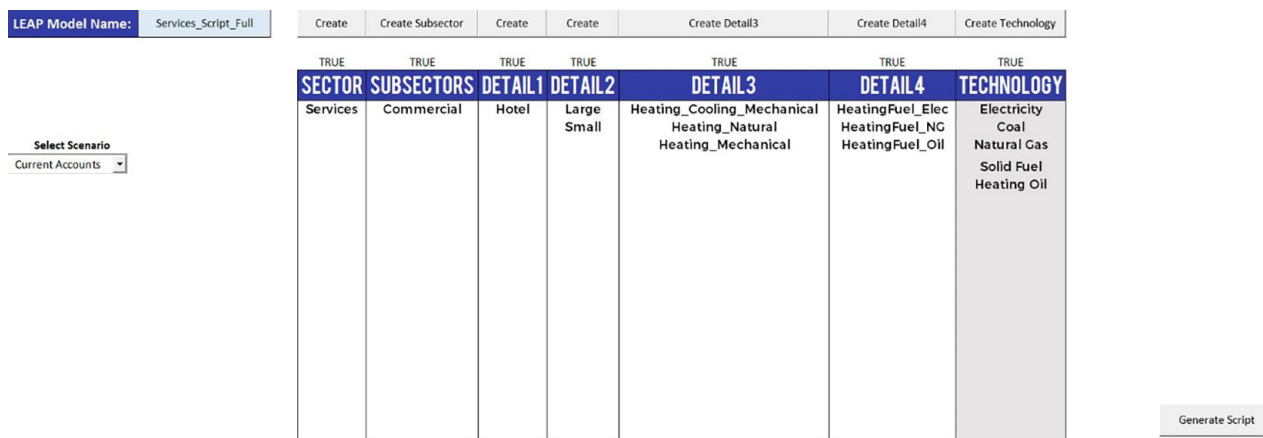 LEAP Model Name: Services_Script_Full Create Create Subsector Create Create Create Detail3 Create Detail4 Create Technology
TRUE TRUE TRUE TRUE TRUE TRUE TRUE
SECTOR SUBSECTORS DETAIL1 DETAIL2 DETAIL3 DETAIL4 TECHNOLOGY
Services Commercial Hotel Large Heating_Cooling_Mechanical HeatingFuel_Elec Electricity
Small Heating_Natural HeatingFuel_NG Coal
Select Scenario Heating_Mechanical HeatingFuel_Oil Natural Gas
Current Accounts Solid Fuel
Heating Oil
Generate Script